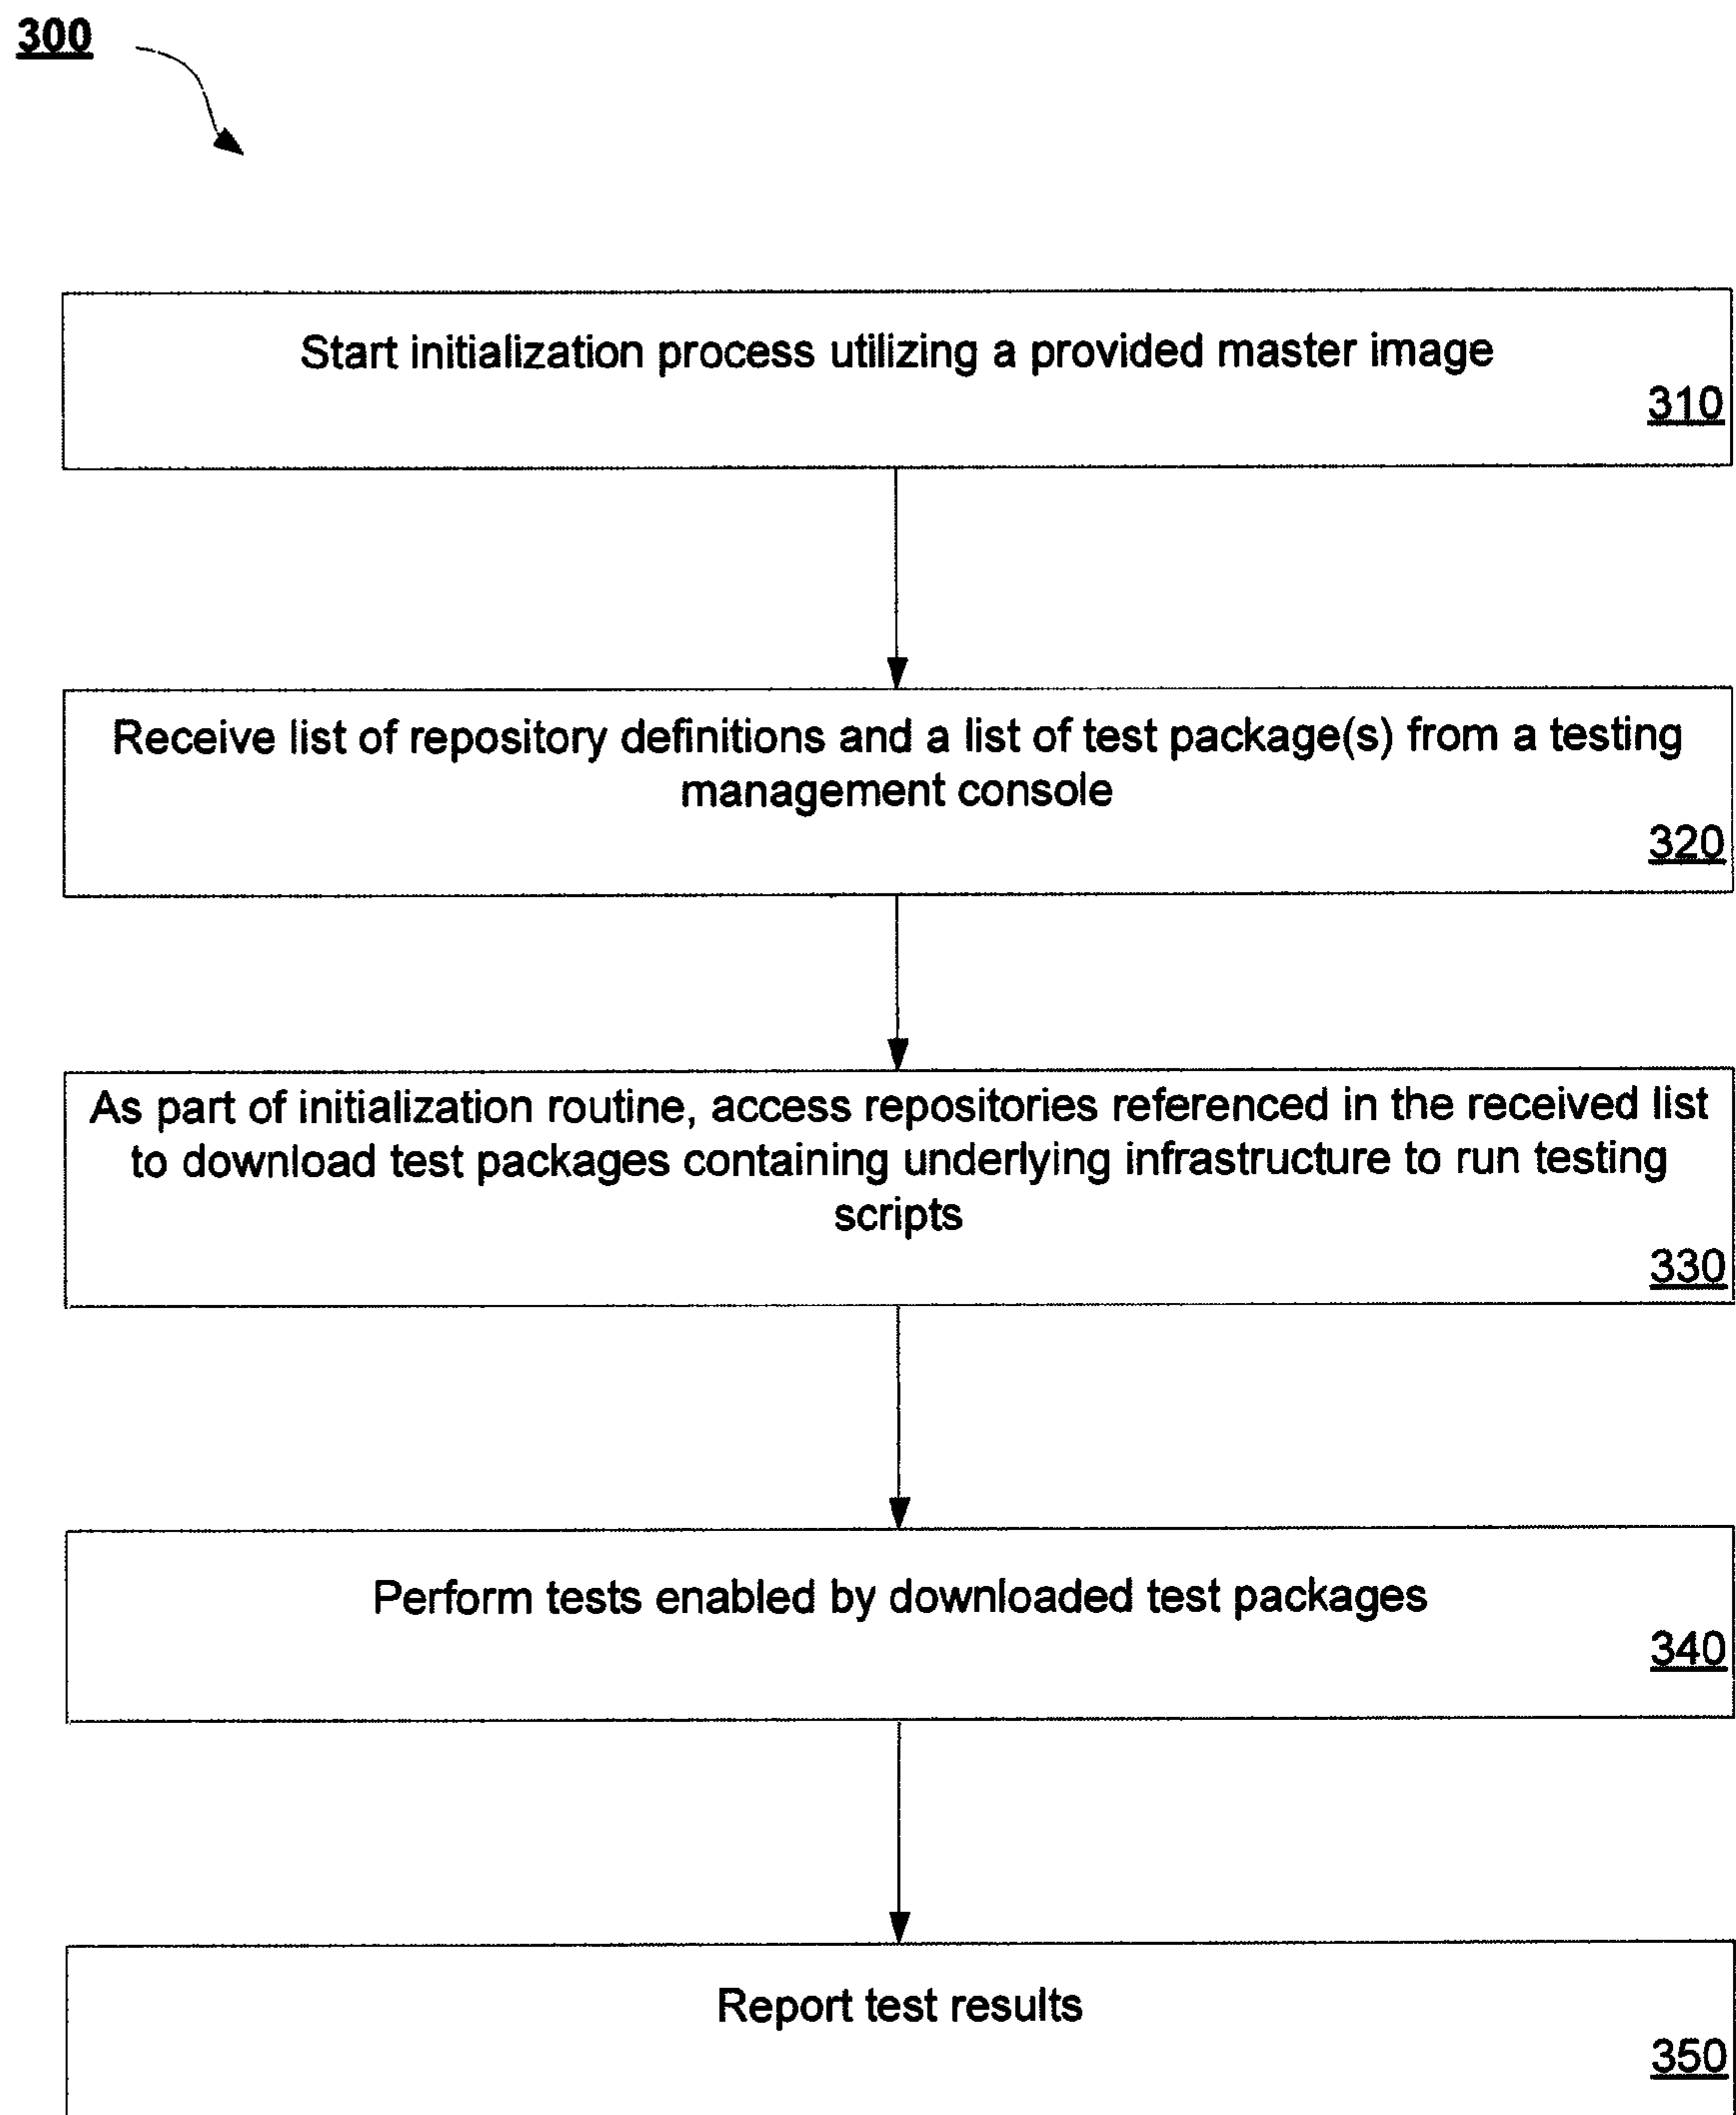 300
Start initialization process utilizing a provided master image
310
Receive list of repository definitions and a list of test package(s) from a testing
management console
320
As part of initialization routine, access repositories referenced in the received list
to download test packages containing underlying infrastructure to run testing
scripts
330
Perform tests enabled by downloaded test packages
340
Report test results
350